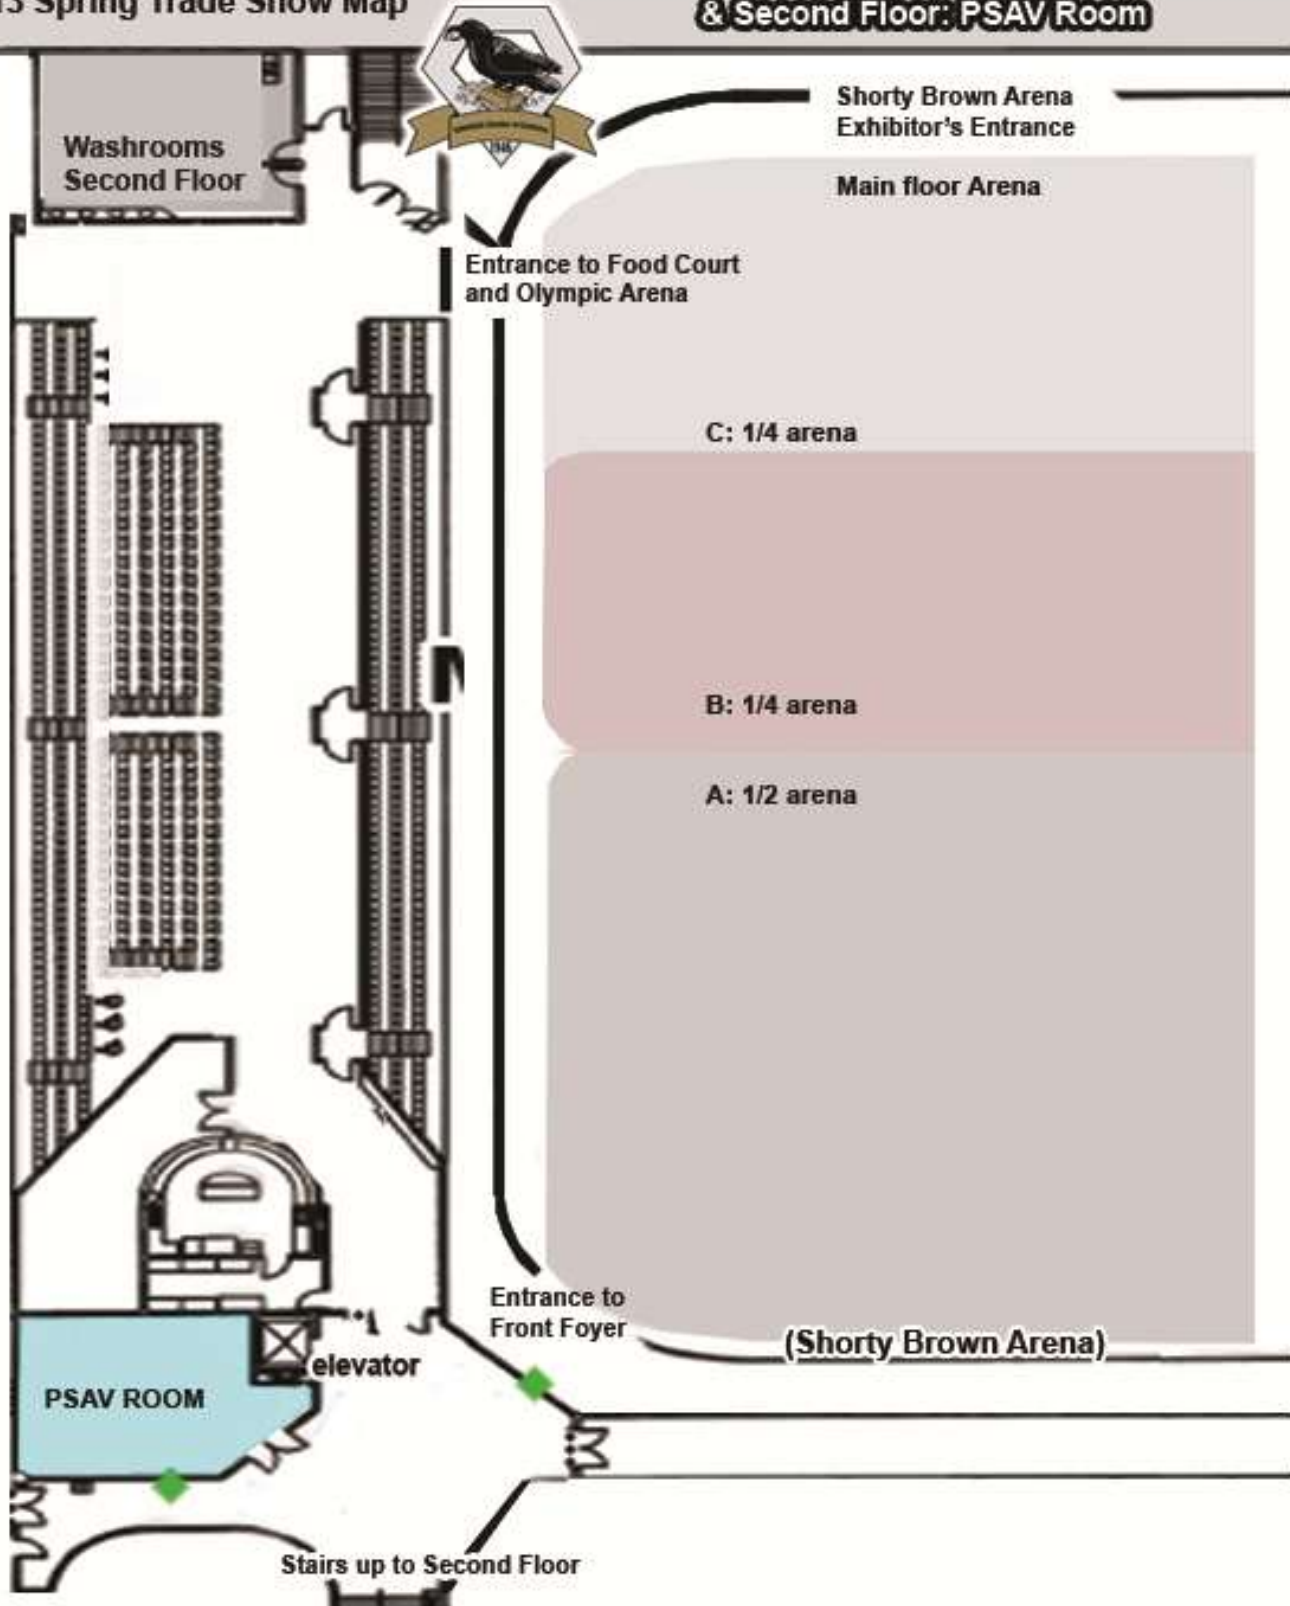 Spring Trade Show Map
& Second Floor: PSAV Room
Shorty Brown Arena
Exhibitor's Entrance
Washrooms
Second Floor
Main floor Arena
Entrance to Food Court
and Olympic Arena
C: 1/4 arena
B: 1/4 arena
A: 1/2 arena
Entrance to
Front Foyer
(Shorty Brown Arena)
elevator
PSAV ROOM
Stairs up to Second Floor